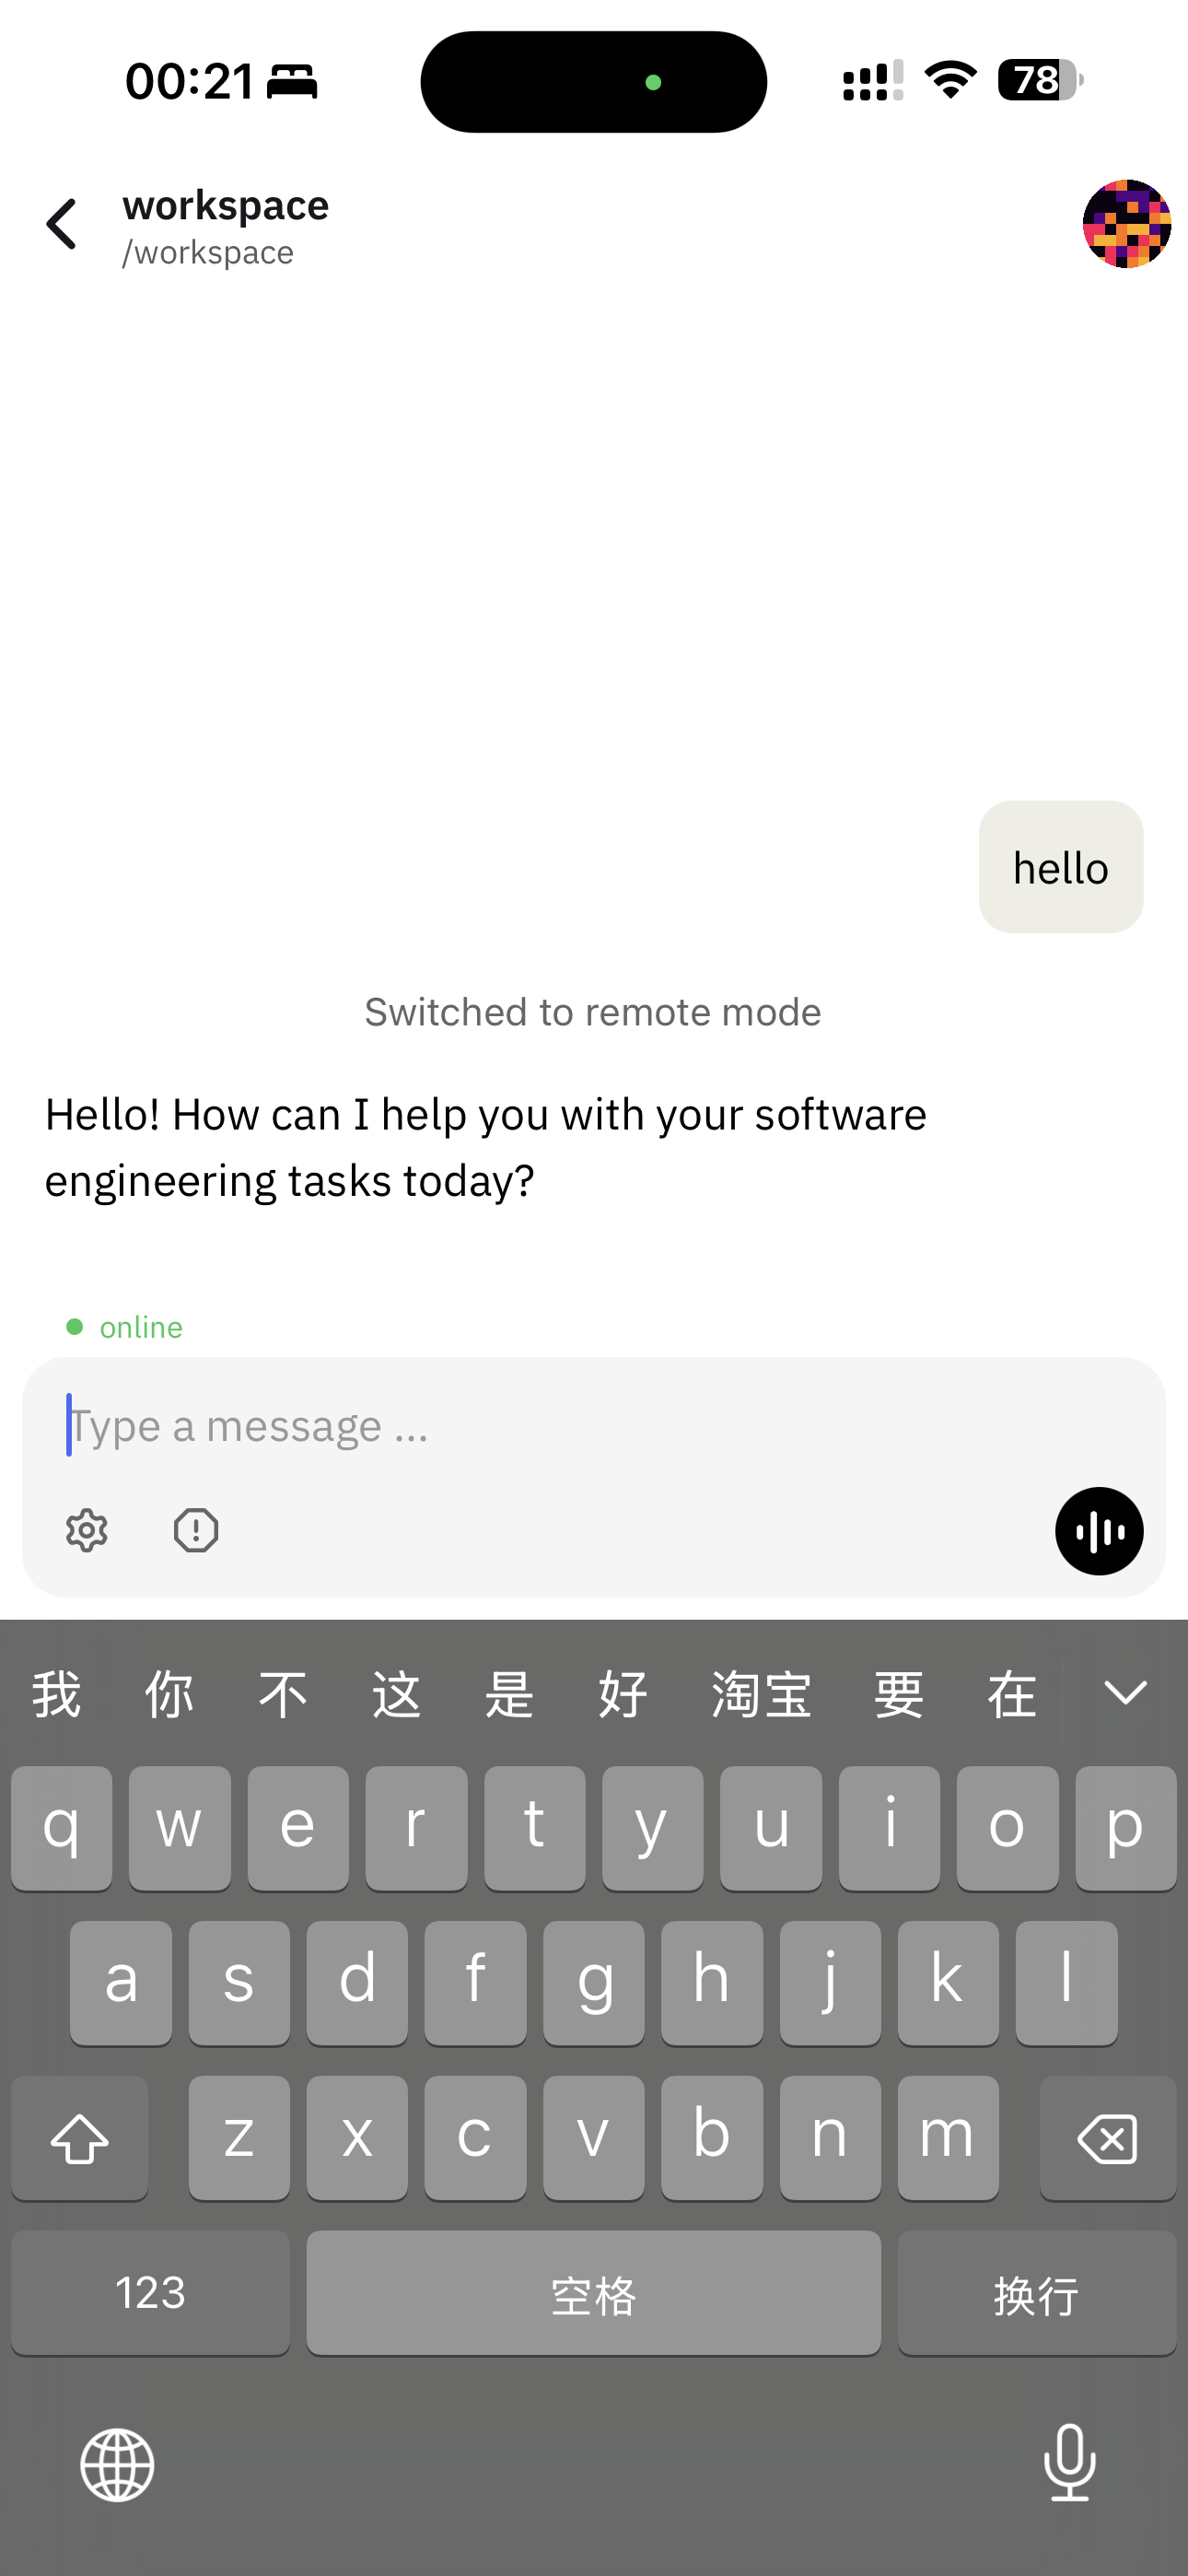 00:21
78
workspace
/workspace
hello
Switched to remote mode
Hello! How can I help you with your software
engineering tasks today?
online
Type a message ...
我 你 不 这 是 好 淘宝 要 在
q w e r t y u i o p
a s d f g h j k l
z x c v b n m
123 空格 换行